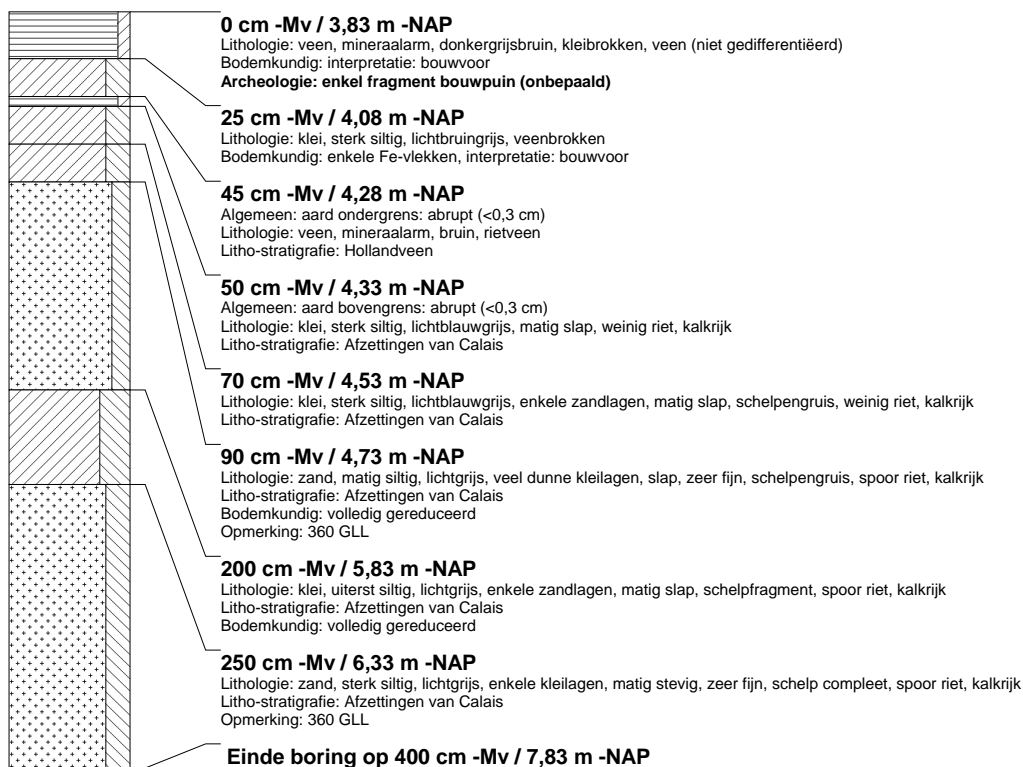 0 cm -Mv / 3,83 m -NAP
Lithologie: veen, mineraalarm, donkergrijsbruin, kleibrokken, veen (niet gedifferentiëerd)
Bodemkundig: interpretatie: bouwvoor
Archeologie: enkel fragment bouwpuin (onbepaald)
25 cm -Mv / 4,08 m -NAP
Lithologie: klei, sterk siltig, lichtbruingrijs, veenbrokken
Bodemkundig: enkele Fe-vlekken, interpretatie: bouwvoor
45 cm -Mv / 4,28 m -NAP
Algemeen: aard ondergrens: abrupt (<0,3 cm)
Lithologie: veen, mineraalarm, bruin, rietveen
Litho-stratigrafie: Hollandveen
50 cm -Mv / 4,33 m -NAP
Algemeen: aard bovengrens: abrupt (<0,3 cm)
Lithologie: klei, sterk siltig, lichtblauwgrijs, matig slap, weinig riet, kalkrijk
Litho-stratigrafie: Afzettingen van Calais
70 cm -Mv / 4,53 m -NAP
Lithologie: klei, sterk siltig, lichtblauwgrijs, enkele zandlagen, matig slap, schelpengruis, weinig riet, kalkrijk
Litho-stratigrafie: Afzettingen van Calais
90 cm -Mv / 4,73 m -NAP
Lithologie: zand, matig siltig, lichtgrijs, veel dunne kleilagen, slap, zeer fijn, schelpengruis, spoor riet, kalkrijk
Litho-stratigrafie: Afzettingen van Calais
Bodemkundig: volledig gereduceerd
Opmerking: 360 GLL
200 cm -Mv / 5,83 m -NAP
Lithologie: klei, uiterst siltig, lichtgrijs, enkele zandlagen, matig slap, schelpfragment, spoor riet, kalkrijk
Litho-stratigrafie: Afzettingen van Calais
Bodemkundig: volledig gereduceerd
250 cm -Mv / 6,33 m -NAP
Lithologie: zand, sterk siltig, lichtgrijs, enkele kleilagen, matig stevig, zeer fijn, schelp compleet, spoor riet, kalkrijk
Litho-stratigrafie: Afzettingen van Calais
Opmerking: 360 GLL
Einde boring op 400 cm -Mv / 7,83 m -NAP